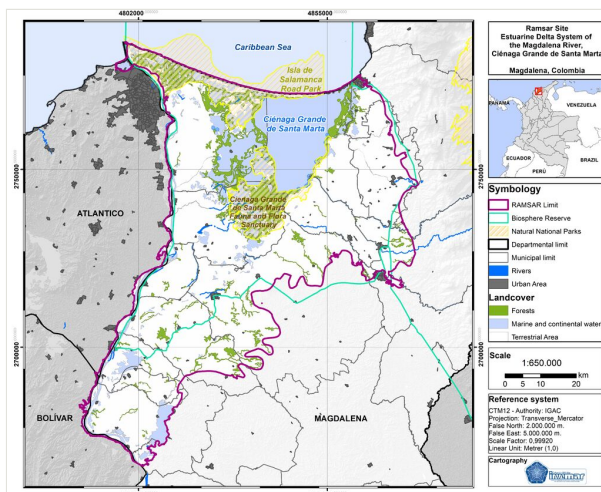 4802000
4855000
2750000
2700000
Caribbean Sea
Isla de
Salamanca
Road Park
Ciénaga Grande
de Santa Marta
Ciénaga Grande
de Santa Marta
Fauna and Flora
Sanctuary
ATLANTICO
BOLÍVAR
MAGDALENA
Ramsar Site
Estuarine Delta System of
the Magdalena River,
Ciénaga Grande de Santa Marta
Magdalena, Colombia
PANAMA
VENEZUELA
ECUADOR
BRAZIL
PERÚ
Symbology
RAMSAR Limit
Biosphere Reserve
Natural National Parks
Departmental limit
Municipal limit
Rivers
Urban Area
Landcover
Forests
Marine and continental water
Terrestrial Area
Scale
1:650.000
0 5 10 20
km
Reference system
CTM12 - Authority: IGAC
Projection: Transverse_Mercator
False North: 2.000.000 m.
False East: 5.000.000 m.
Scale Factor: 0,99920
Linear Unit: Metrer (1,0)
Cartography
invemar